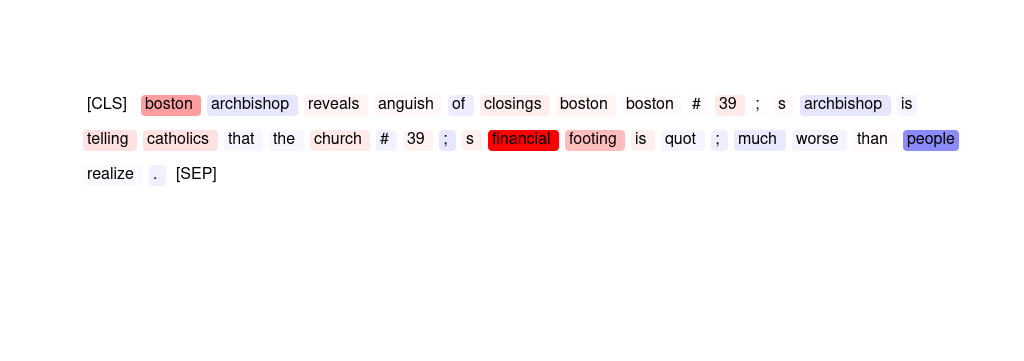 [CLS] boston archbishop reveals anguish of closings boston boston # 39 ; s archbishop is
telling catholics that the church # 39 ; s financial footing is quot ; much worse than people
realize . [SEP]